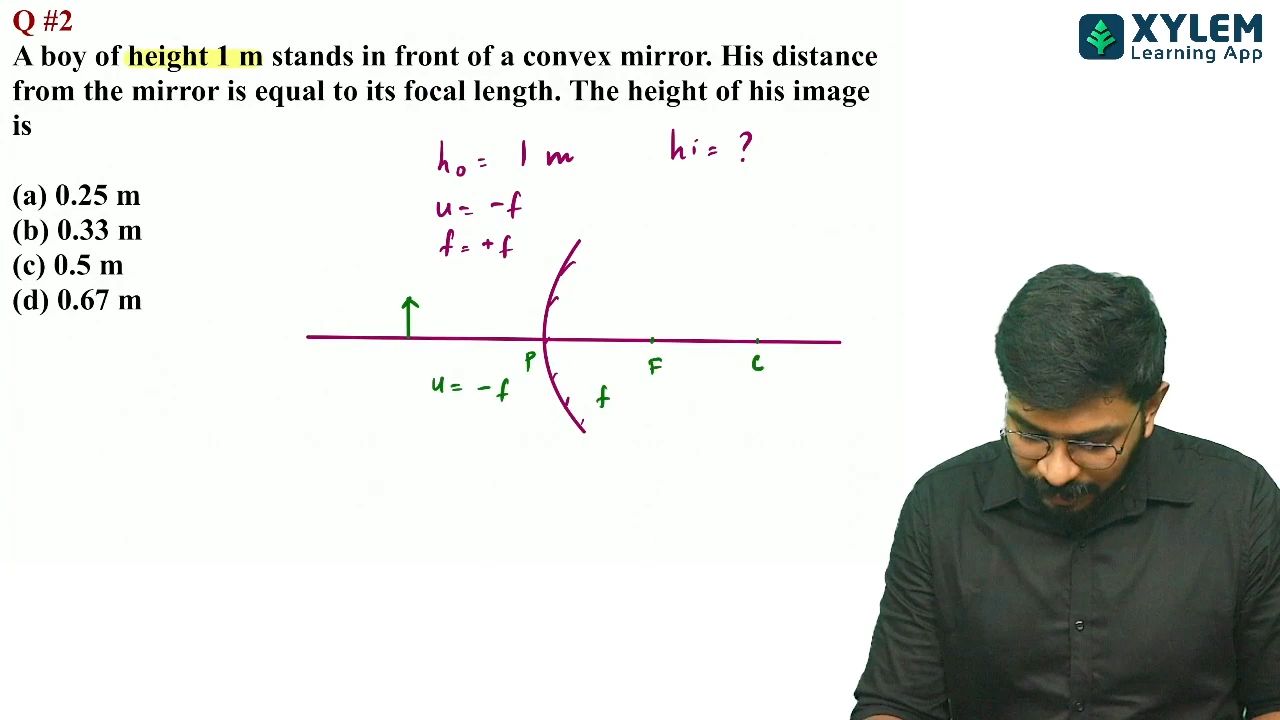 Q #2
A boy of height 1 m stands in front of a convex mirror. His distance
from the mirror is equal to its focal length. The height of his image
is
(a) 0.25 m
(b) 0.33 m
(c) 0.5 m
(d) 0.67 m
h₀ = 1 m
hi = ?
u = -f
f = +f
P
F
C
u = -f
f
XYLEM
Learning App